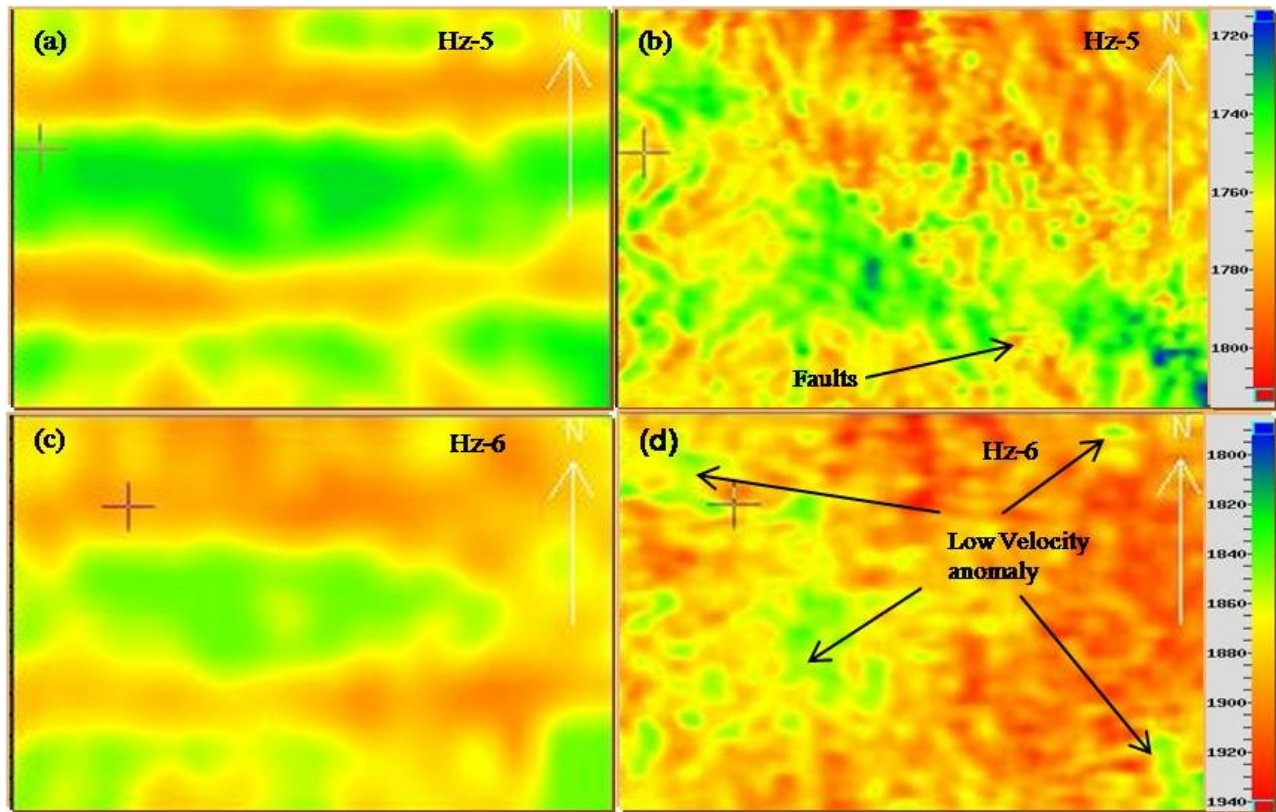 (a)
Hz-5
N
(b)
Hz-5
N
Faults
1720
1740
1760
1780
1800
(c)
Hz-6
N
(d)
Hz-6
N
Low Velocity
anomaly
1800
1820
1840
1860
1880
1900
1920
1940